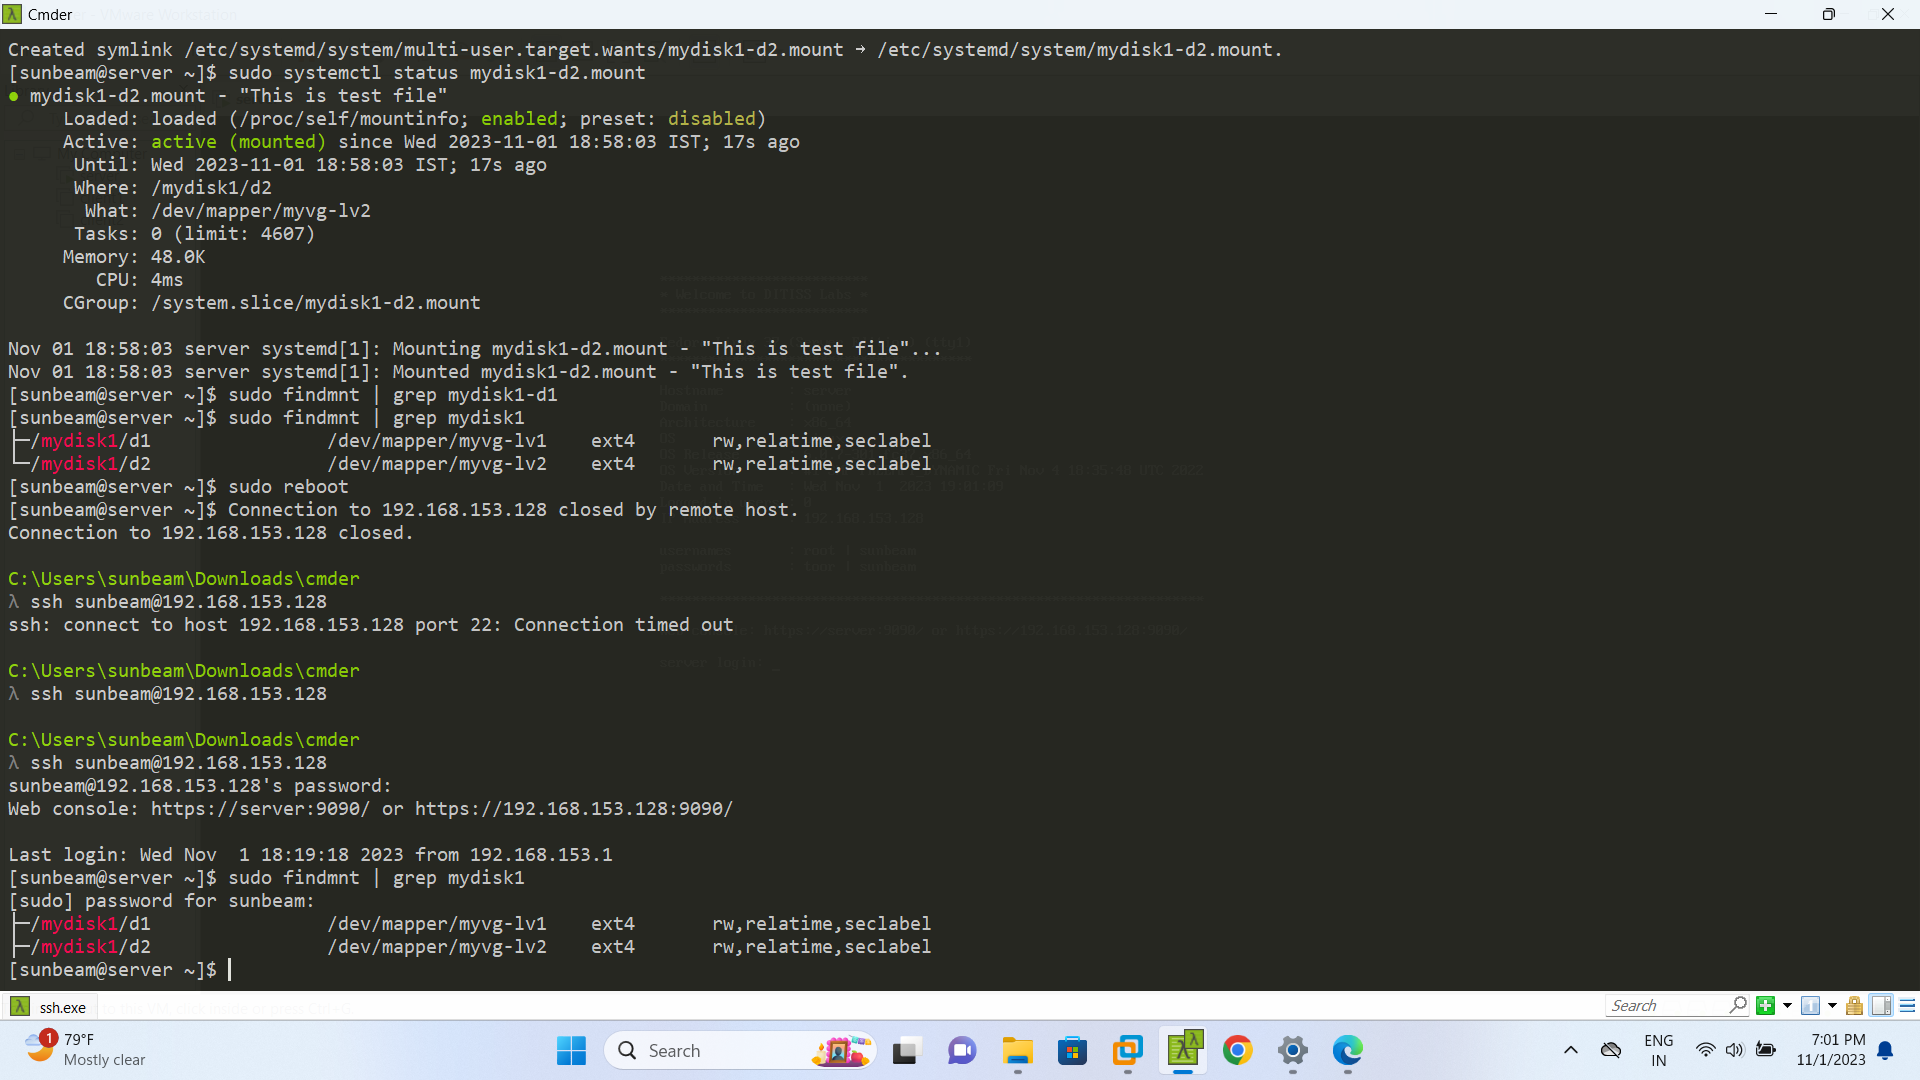 Cmder
Created symlink /etc/systemd/system/multi-user.target.wants/mydisk1-d2.mount → /etc/systemd/system/mydisk1-d2.mount.
[sunbeam@server ~]$ sudo systemctl status mydisk1-d2.mount
● mydisk1-d2.mount - "This is test file"
Loaded: loaded (/proc/self/mountinfo; enabled; preset: disabled)
Active: active (mounted) since Wed 2023-11-01 18:58:03 IST; 17s ago
Until: Wed 2023-11-01 18:58:03 IST; 17s ago
Where: /mydisk1/d2
What: /dev/mapper/myvg-lv2
Tasks: 0 (limit: 4607)
Memory: 48.0K
CPU: 4ms
CGroup: /system.slice/mydisk1-d2.mount
Nov 01 18:58:03 server systemd[1]: Mounting mydisk1-d2.mount - "This is test file"...
Nov 01 18:58:03 server systemd[1]: Mounted mydisk1-d2.mount - "This is test file".
[sunbeam@server ~]$ sudo findmnt | grep mydisk1-d1
[sunbeam@server ~]$ sudo findmnt | grep mydisk1
├─/mydisk1/d1 /dev/mapper/myvg-lv1 ext4 rw,relatime,seclabel
└─/mydisk1/d2 /dev/mapper/myvg-lv2 ext4 rw,relatime,seclabel
[sunbeam@server ~]$ sudo reboot
[sunbeam@server ~]$ Connection to 192.168.153.128 closed by remote host.
Connection to 192.168.153.128 closed.
C:\Users\sunbeam\Downloads\cmder
λ ssh sunbeam@192.168.153.128
ssh: connect to host 192.168.153.128 port 22: Connection timed out
C:\Users\sunbeam\Downloads\cmder
λ ssh sunbeam@192.168.153.128
C:\Users\sunbeam\Downloads\cmder
λ ssh sunbeam@192.168.153.128
sunbeam@192.168.153.128's password:
Web console: https://server:9090/ or https://192.168.153.128:9090/
Last login: Wed Nov  1 18:19:18 2023 from 192.168.153.1
[sunbeam@server ~]$ sudo findmnt | grep mydisk1
[sudo] password for sunbeam:
├─/mydisk1/d1 /dev/mapper/myvg-lv1 ext4 rw,relatime,seclabel
├─/mydisk1/d2 /dev/mapper/myvg-lv2 ext4 rw,relatime,seclabel
[sunbeam@server ~]$
ssh.exe
Search
1
79°F
Mostly clear
Search
ENG
IN
7:01 PM
11/1/2023